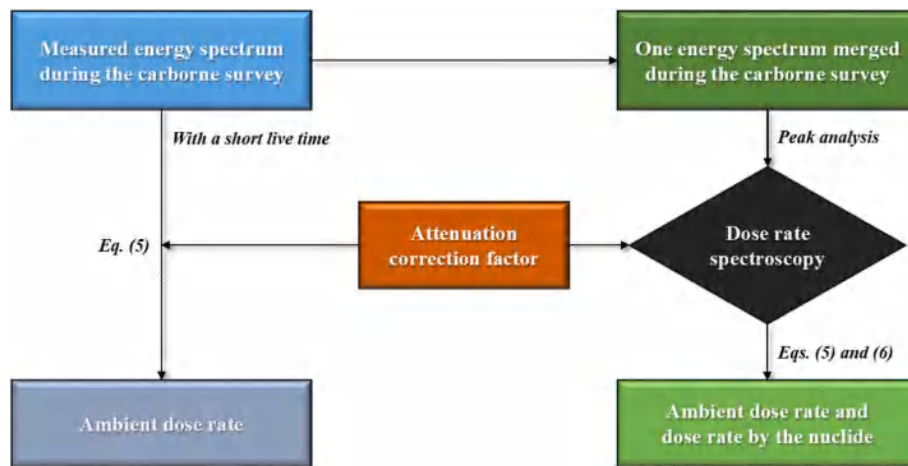 Measured energy spectrum
during the carborne survey
One energy spectrum merged
during the carborne survey
With a short live time
Peak analysis
Eq. (5)
Attenuation
correction factor
Dose rate
spectroscopy
Eqs. (5) and (6)
Ambient dose rate
Ambient dose rate and
dose rate by the nuclide